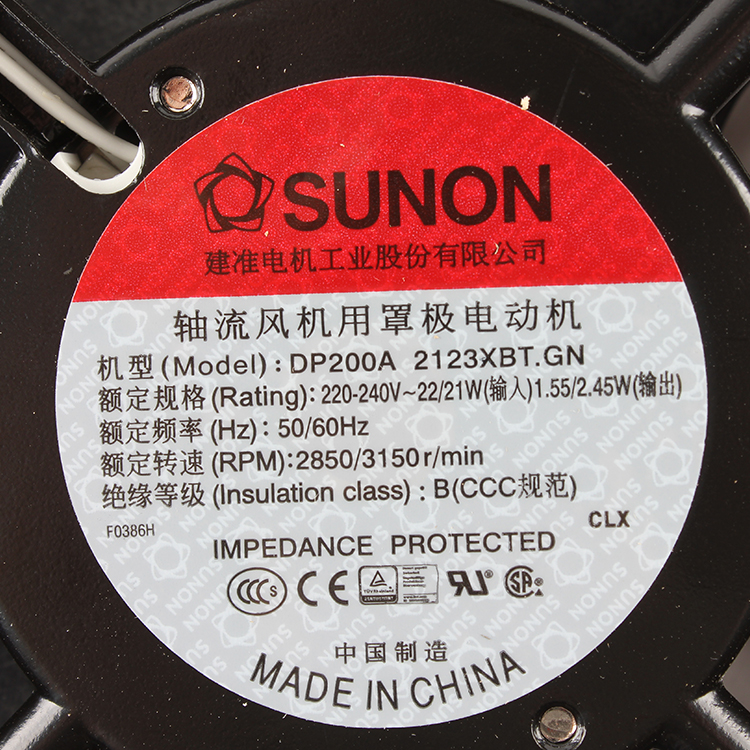 SUNON
建准电机工业股份有限公司
轴流风机用罩极电动机
机型(Model): DP200A 2123XBT.GN
额定规格(Rating): 220-240V~22/21W(输入)1.55/2.45W(输出)
额定频率(Hz): 50/60Hz
额定转速(RPM):2850/3150r/min
绝缘等级(Insulation class): B(CCC规范)
F0386H
CLX
IMPEDANCE PROTECTED
CCC S CE TÜV RU SA
中国制造
MADE IN CHINA